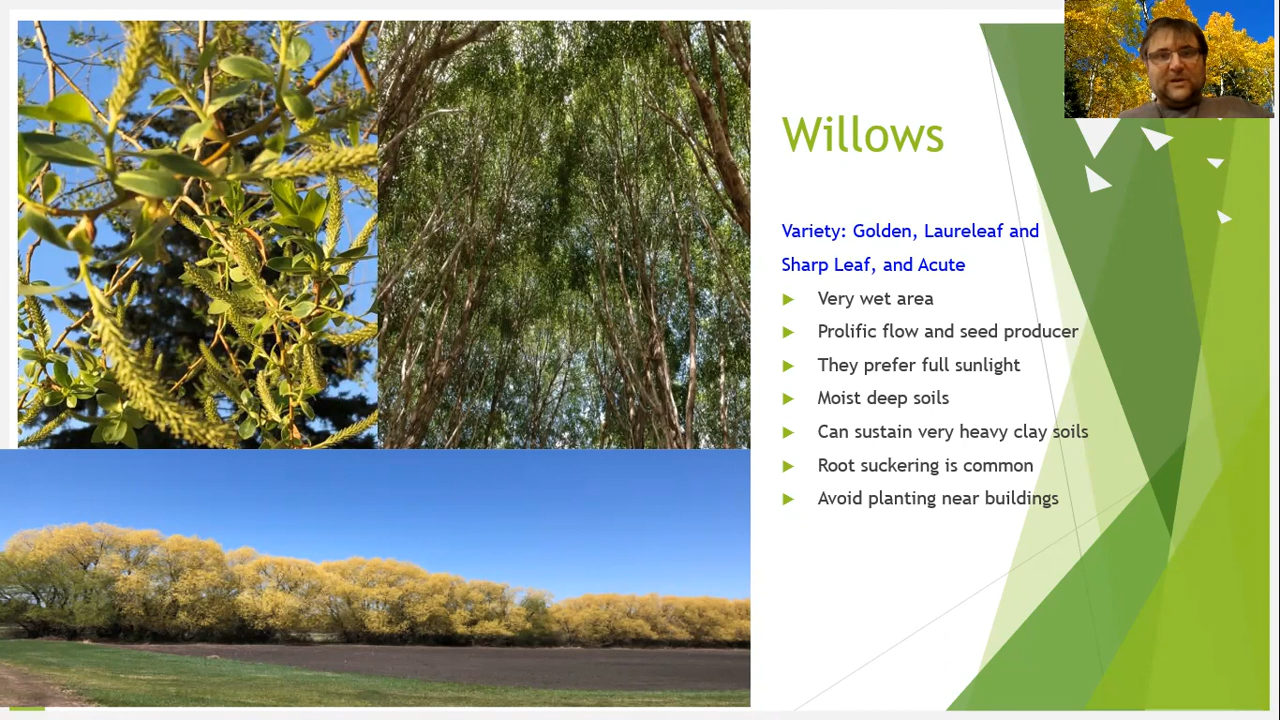 Willows
Variety: Golden, Laureleaf and
Sharp Leaf, and Acute
Very wet area
Prolific flow and seed producer
They prefer full sunlight
Moist deep soils
Can sustain very heavy clay soils
Root suckering is common
Avoid planting near buildings